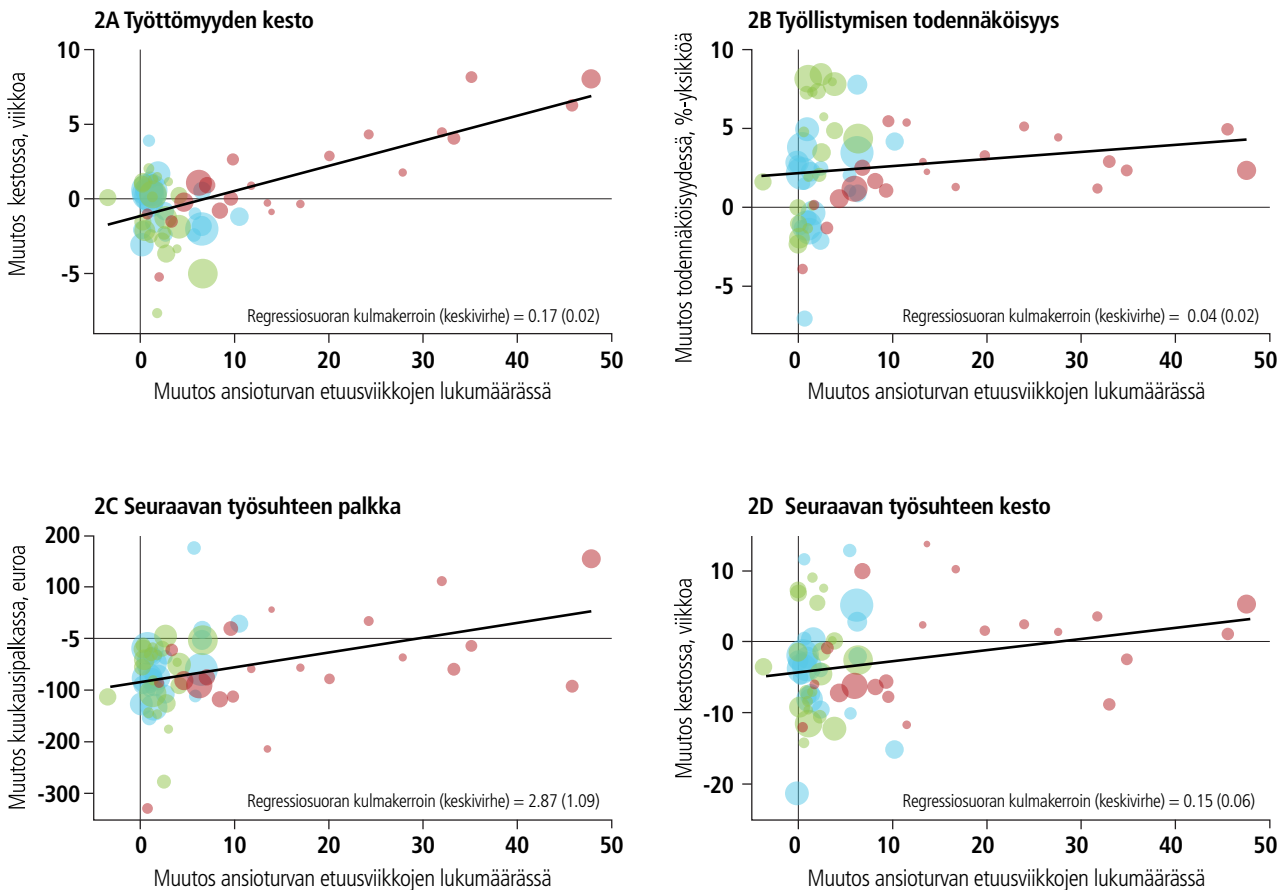 2A Työttömyyden kesto
Muutos kestossa, viikkoa
10
5
0
-5
Regressiosuoran kulmakerroin (keskivirhe) = 0.17 (0.02)
0 10 20 30 40 50
Muutos ansioturvan etuusviikkojen lukumäärässä
2B Työllistymisen todennäköisyys
Muutos todennäköisyydessä, %-yksikköä
10
5
0
-5
Regressiosuoran kulmakerroin (keskivirhe) = 0.04 (0.02)
0 10 20 30 40 50
Muutos ansioturvan etuusviikkojen lukumäärässä
2C Seuraavan työsuhteen palkka
Muutos kuukausipalkassa, euroa
200
100
-5
-100
-200
-300
Regressiosuoran kulmakerroin (keskivirhe) = 2.87 (1.09)
0 10 20 30 40 50
Muutos ansioturvan etuusviikkojen lukumäärässä
2D Seuraavan työsuhteen kesto
Muutos kestossa, viikkoa
10
0
-10
-20
Regressiosuoran kulmakerroin (keskivirhe) = 0.15 (0.06)
0 10 20 30 40 50
Muutos ansioturvan etuusviikkojen lukumäärässä